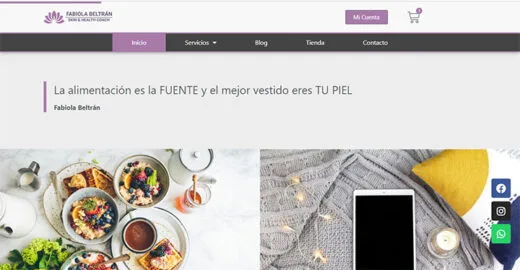 FABIOLA BELTRÁN
SKIN & HEALTH COACH
Mi Cuenta
Inicio
Servicios
Blog
Tienda
Contacto
La alimentación es la FUENTE y el mejor vestido eres TU PIEL
Fabiola Beltrán